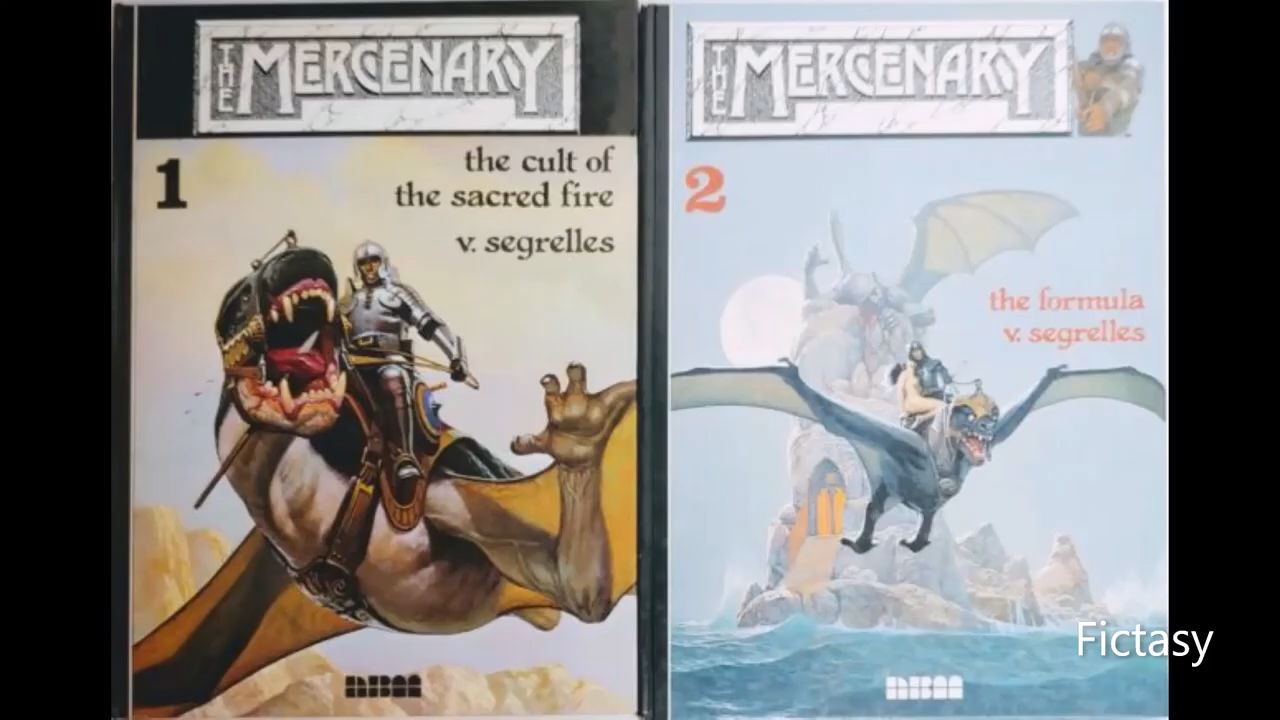 THE MERCENARY
1
the cult of
the sacred fire
v. segrelles
nbm
THE MERCENARY
2
the formula
v. segrelles
nbm
Fictasy